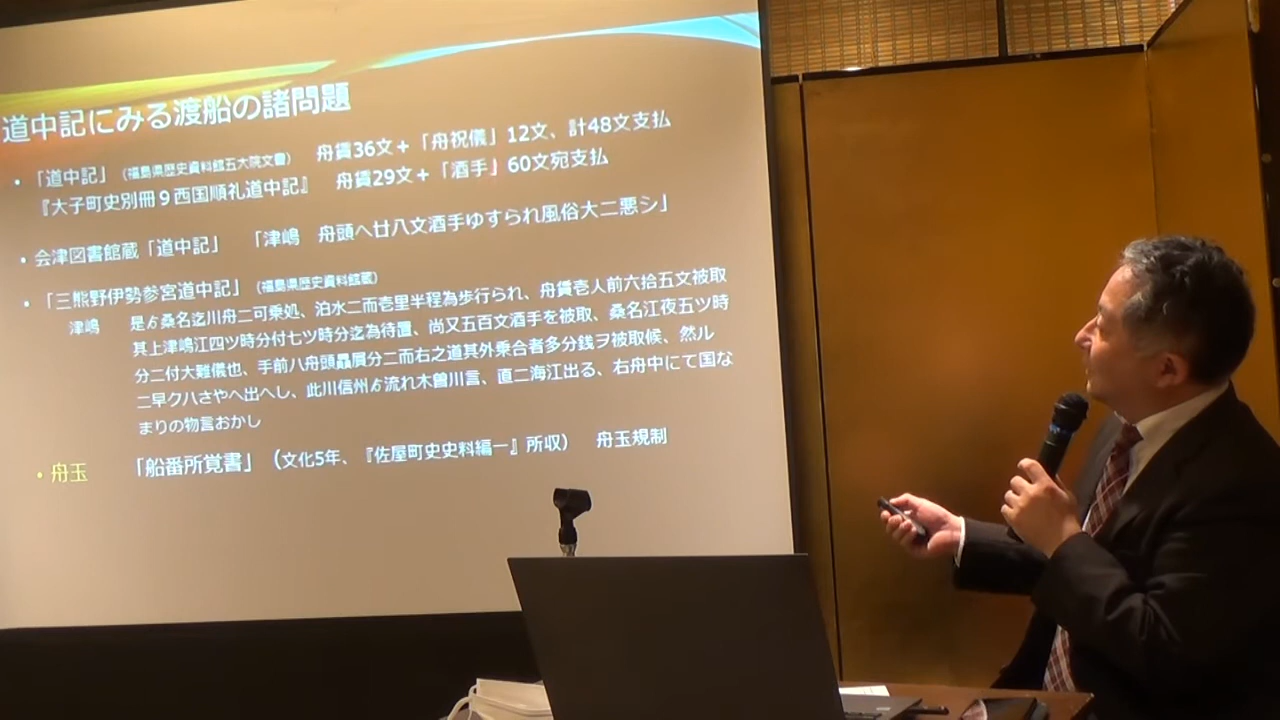 道中記にみる渡船の諸問題
・「道中記」（福島県歴史資料館五大院文書） 舟賃36文＋「舟祝儀」12文、計48文支払
『大子町史別冊９西国順礼道中記』 舟賃29文＋「酒手」60文宛支払
・会津図書館蔵「道中記」 「津嶋 舟頭へ廿八文酒手ゆすられ風俗大二悪シ」
・「三熊野伊勢参宮道中記」（福島県歴史資料館蔵）
津嶋 是ゟ桑名迄川舟二可乗処、泊水二而壱里半程為歩行られ、舟賃壱人前六拾五文被取
其上津嶋江四ツ時分付七ツ時分迄為待置、尚又五百文酒手を被取、桑名江夜五ツ時
分二付大難儀也、手前八舟頭贔屓分二而右之道其外乗合者多分銭ヲ被取候、然ル
二早クハさやへ出へし、此川信州ゟ流れ木曽川言、直二海江出る、右舟中にて国な
まりの物言おかし
・舟玉 「船番所覚書」（文化5年、『佐屋町史史料編一』所収） 舟玉規制